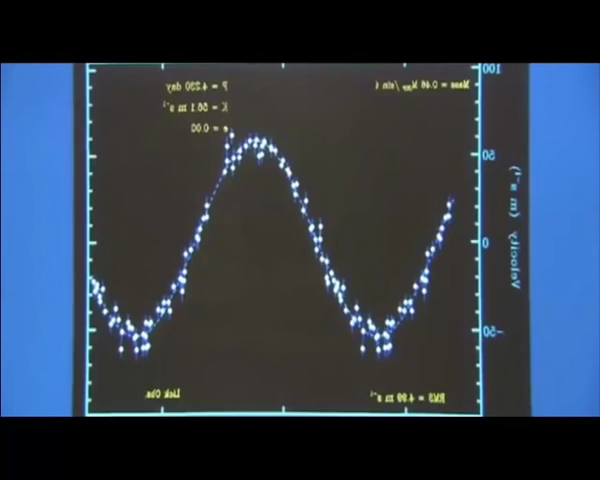 100
Mass = 0.46 M_JUP /sin i
P = 4.230 day
K = 56.1 m s⁻¹
e = 0.00
50
Velocity (m s⁻¹)
0
-50
RMS = 4.99 m s⁻¹
Lick Obs.